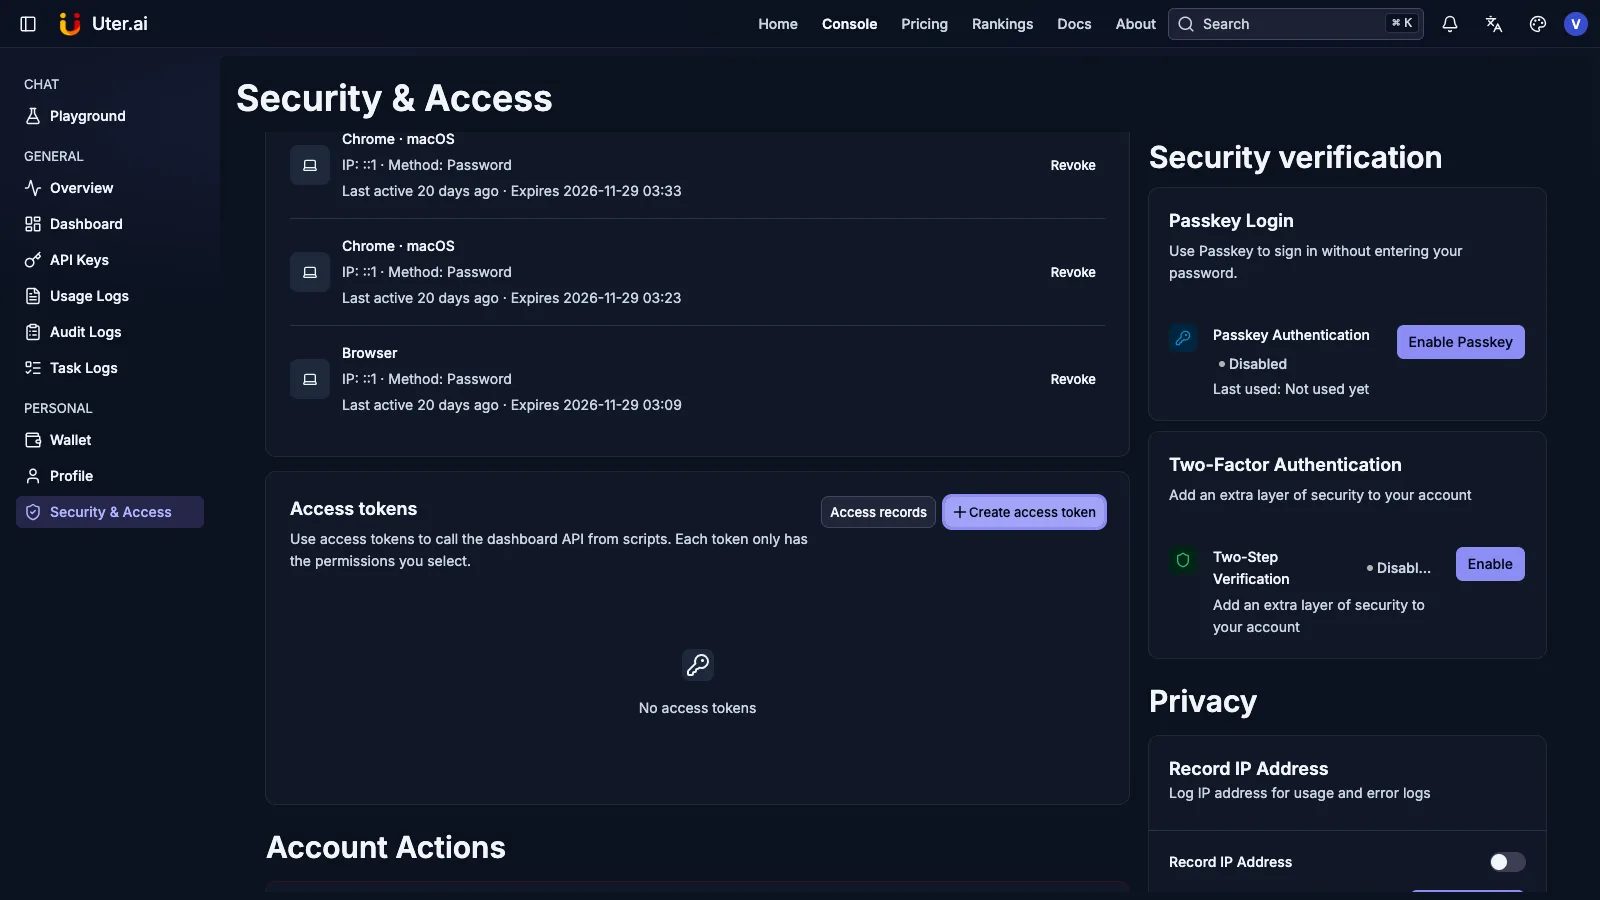 Uter.ai
Home
Console
Pricing
Rankings
Docs
About
Search
⌘ K
V
CHAT
Playground
GENERAL
Overview
Dashboard
API Keys
Usage Logs
Audit Logs
Task Logs
PERSONAL
Wallet
Profile
Security & Access
Security & Access
Chrome · macOS
IP: ::1 · Method: Password
Last active 20 days ago · Expires 2026-11-29 03:33
Revoke
Chrome · macOS
IP: ::1 · Method: Password
Last active 20 days ago · Expires 2026-11-29 03:23
Revoke
Browser
IP: ::1 · Method: Password
Last active 20 days ago · Expires 2026-11-29 03:09
Revoke
Access tokens
Use access tokens to call the dashboard API from scripts. Each token only has
the permissions you select.
Access records
Create access token
No access tokens
Account Actions
Security verification
Passkey Login
Use Passkey to sign in without entering your
password.
Passkey Authentication
Disabled
Last used: Not used yet
Enable Passkey
Two-Factor Authentication
Add an extra layer of security to your account
Two-Step
Verification
Disabl...
Add an extra layer of security to
your account
Enable
Privacy
Record IP Address
Log IP address for usage and error logs
Record IP Address